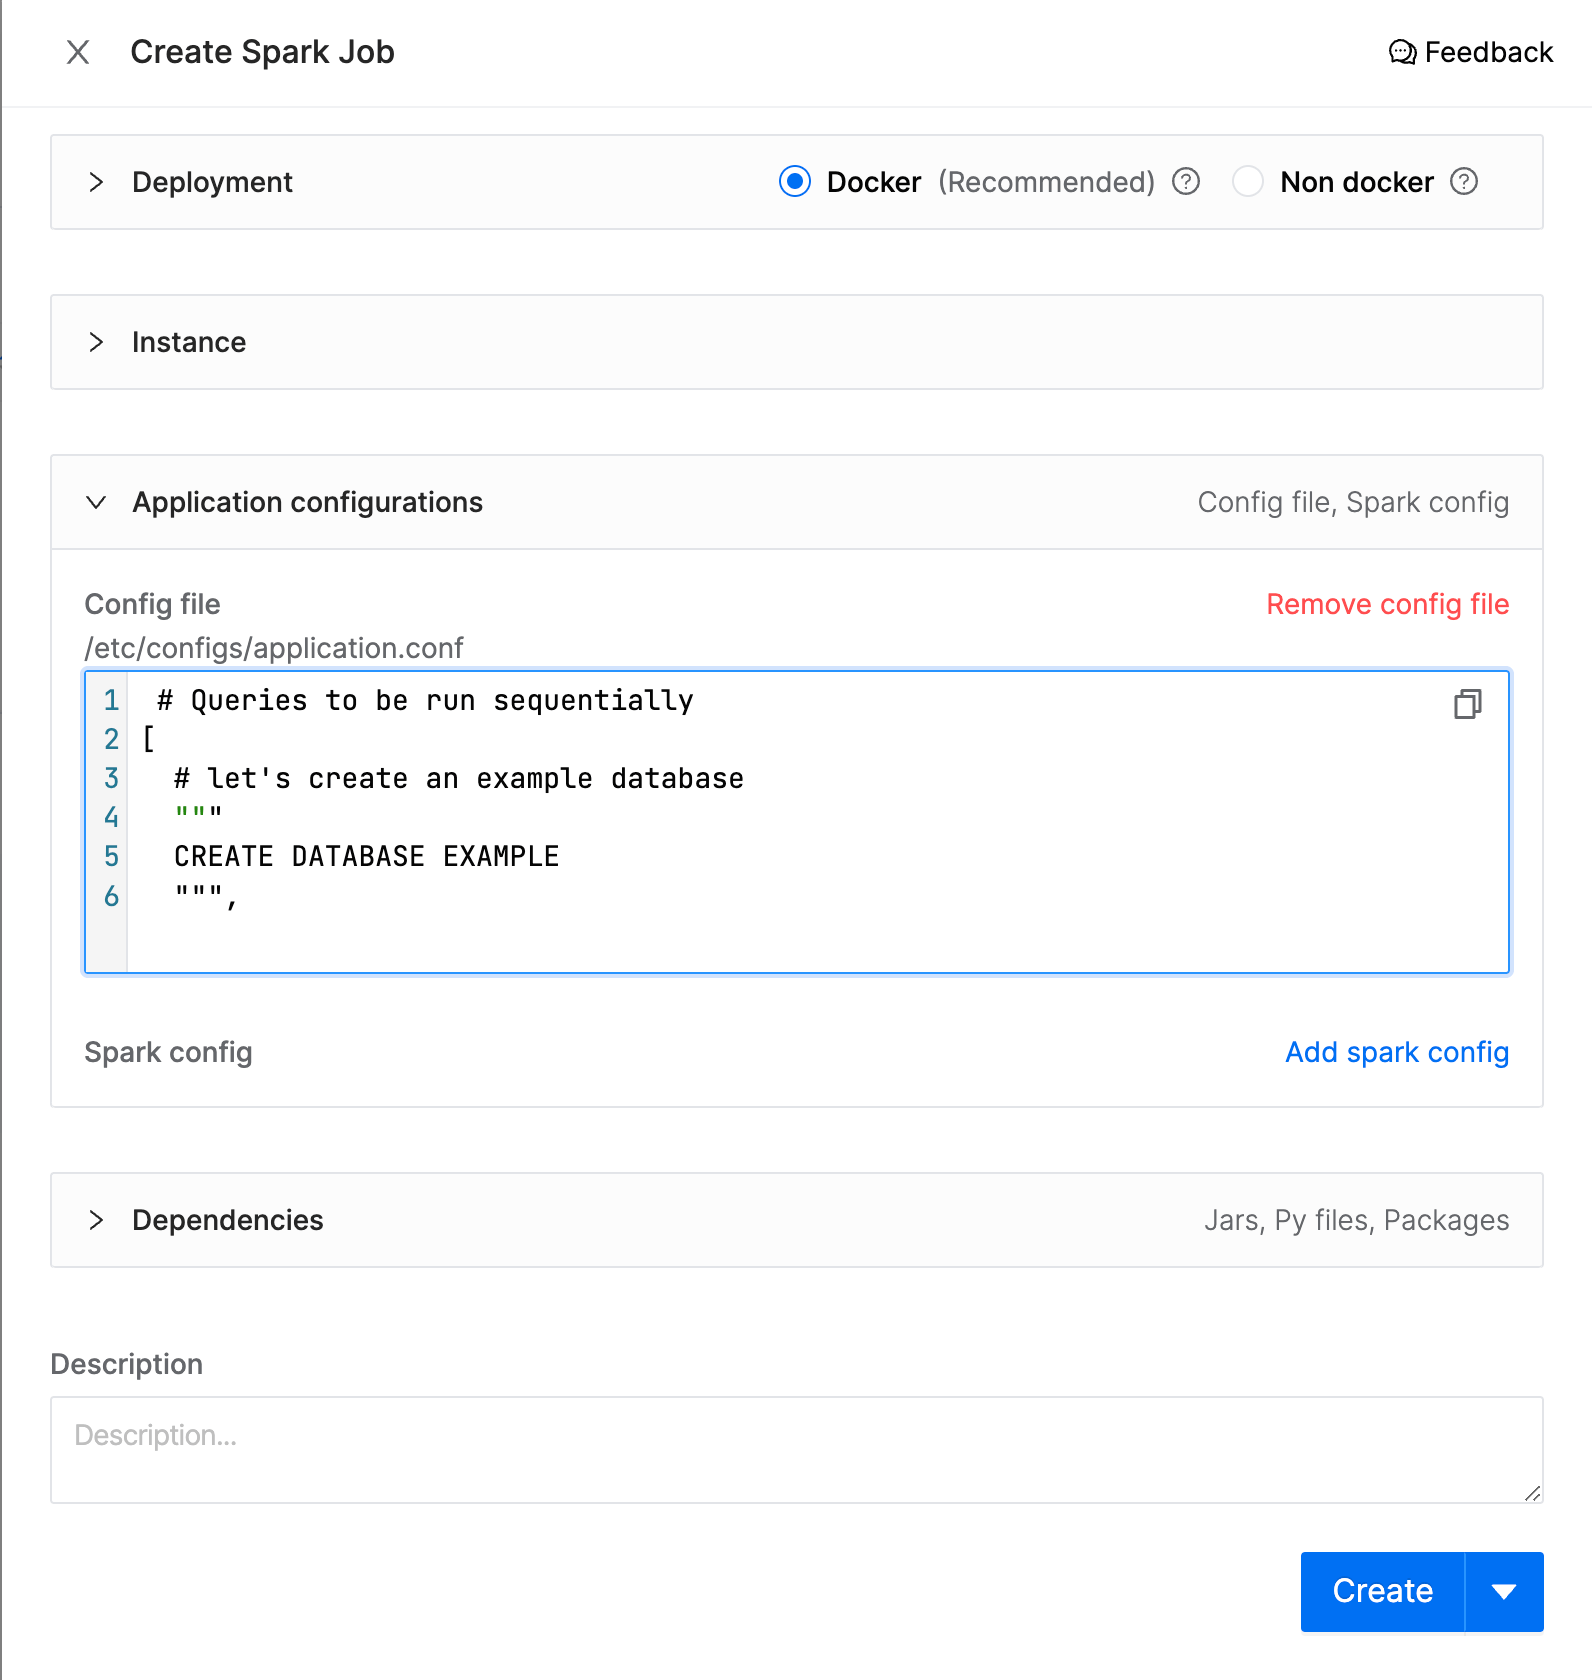 Create Spark Job
Feedback
Deployment
Docker (Recommended) ? Non docker ?
Instance
Application configurations
Config file, Spark config
Config file
Remove config file
/etc/configs/application.conf
1 # Queries to be run sequentially
2 [
3 # let's create an example database
4 """
5 CREATE DATABASE EXAMPLE
6 """,
Spark config
Add spark config
Dependencies
Jars, Py files, Packages
Description
Description...
Create